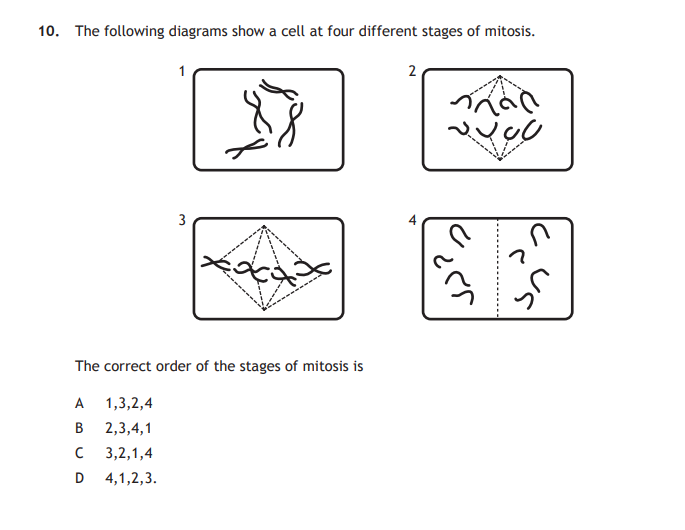 10. The following diagrams show a cell at four different stages of mitosis.
1 2
3 4
The correct order of the stages of mitosis is
A 1,3,2,4
B 2,3,4,1
C 3,2,1,4
D 4,1,2,3.